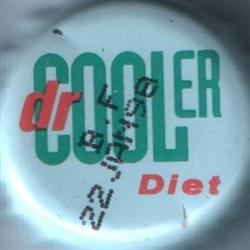 dr COOLER
Diet
B.F
22 JAN 98